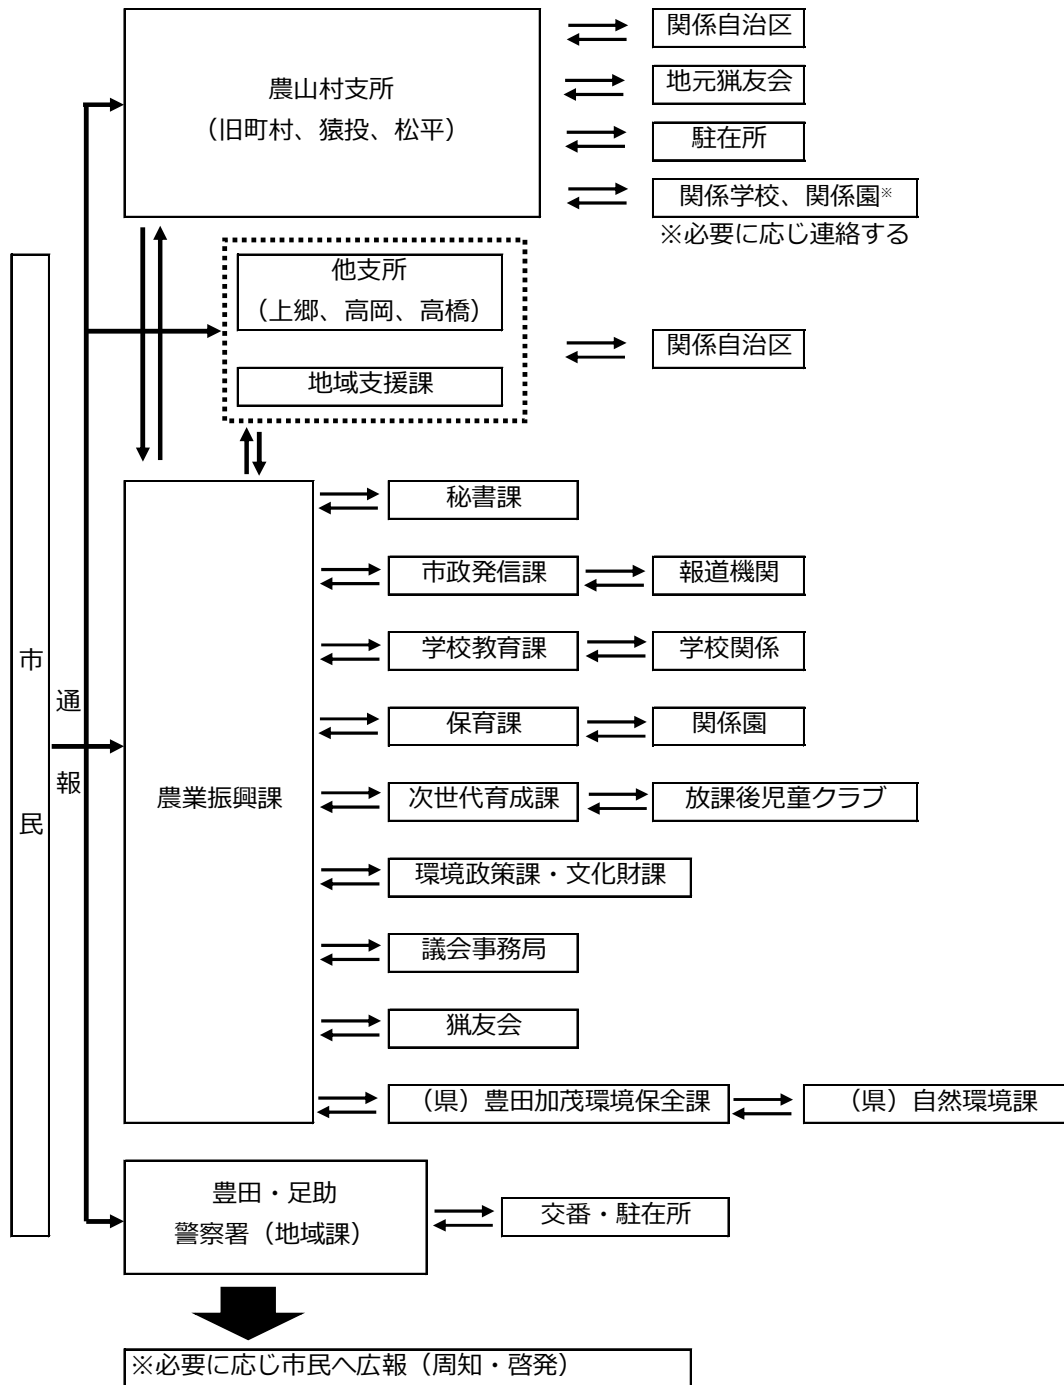 関係自治区
農山村支所
（旧町村、猿投、松平）
地元猟友会
駐在所
関係学校、関係園※
※必要に応じ連絡する
他支所
（上郷、高岡、高橋）
関係自治区
地域支援課
市民
通報
農業振興課
秘書課
市政発信課
報道機関
学校教育課
学校関係
保育課
関係園
次世代育成課
放課後児童クラブ
環境政策課・文化財課
議会事務局
猟友会
（県）豊田加茂環境保全課
（県）自然環境課
豊田・足助
警察署（地域課）
交番・駐在所
※必要に応じ市民へ広報（周知・啓発）